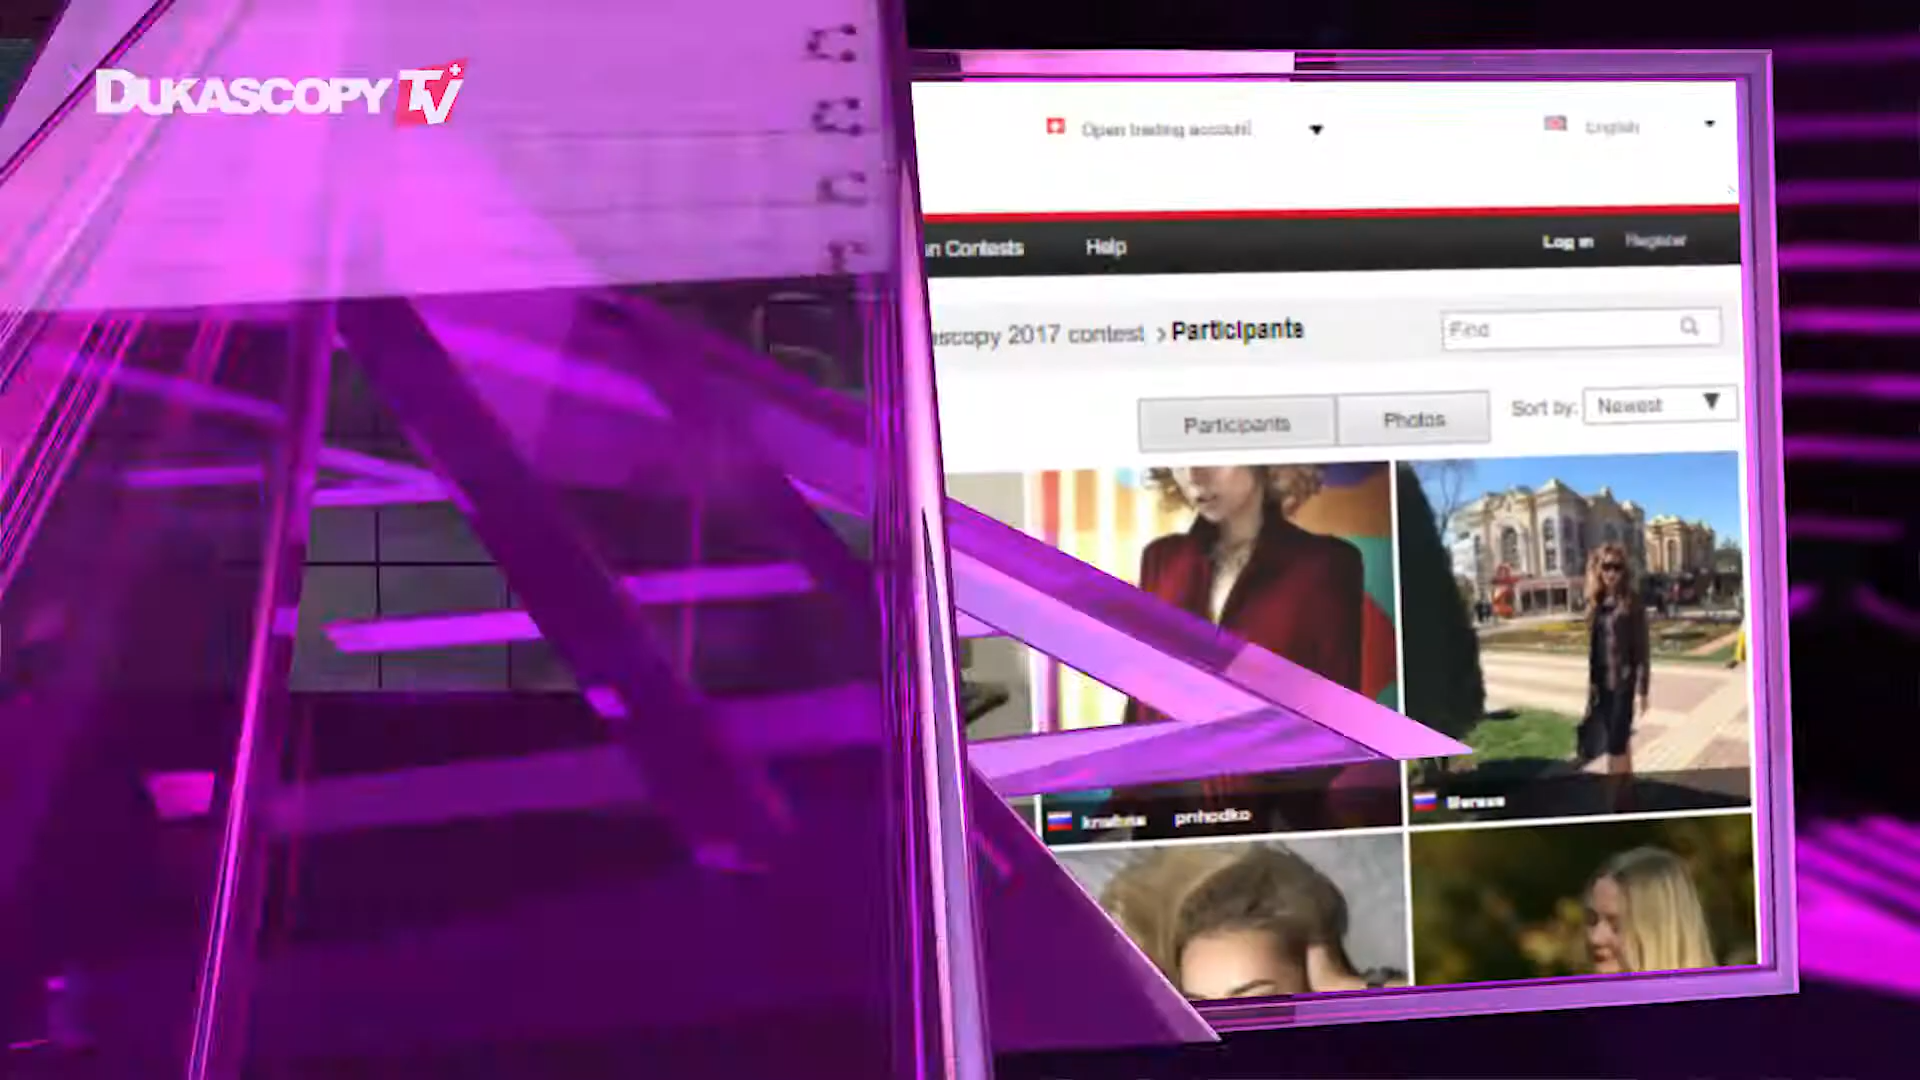 DUKASCOPY TV
Open trading account
English
n Contests
Help
Log in
Register
ascopy 2017 contest > Participants
Find
Participants
Photos
Sort by:
Newest
prihodko